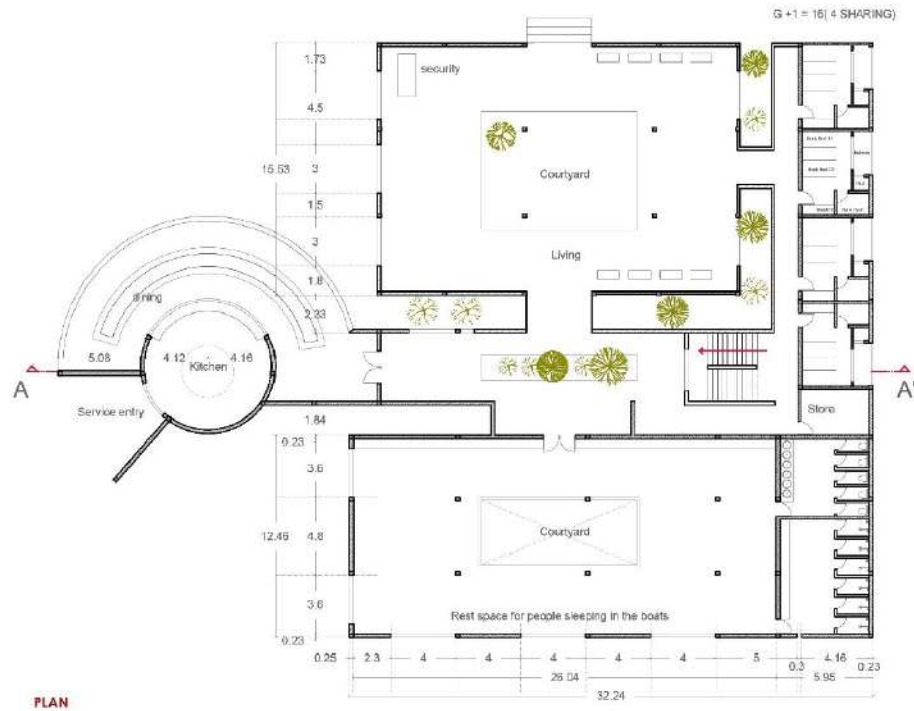 G +1 = 16( 4 SHARING)
1.73
security
4.5
15.53
3
Courtyard
1.5
3
Living
1.8
dining
2.23
5.08
4.12
4.16
Kitchen
A
A'
Service entry
Store
1.84
0.23
3.6
12.46
4.8
Courtyard
3.6
Rest space for people sleeping in the boats
0.23
0.25
2.3
4
4
4
4
4
5
0.3
4.16
0.23
26.04
5.95
32.24
PLAN